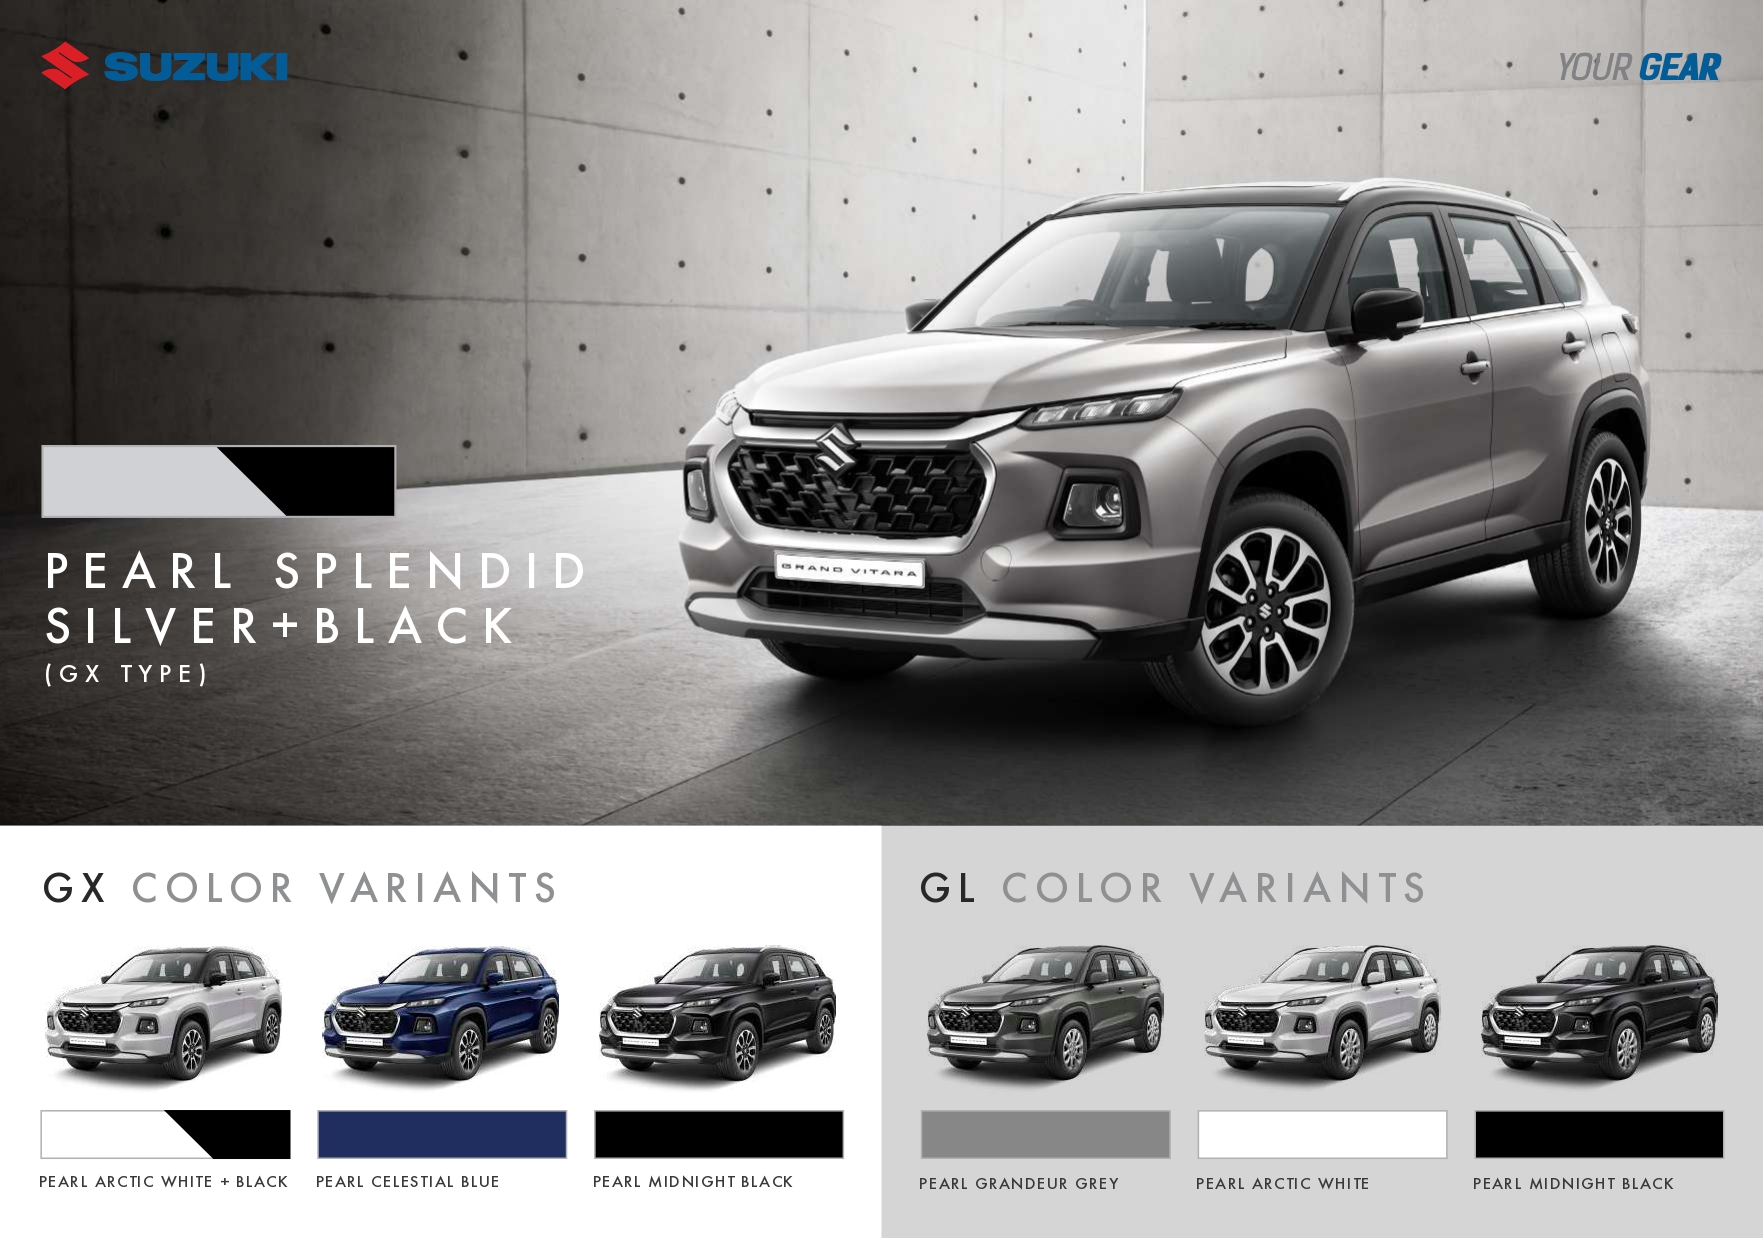 SUZUKI
YOUR GEAR
GRAND VITARA
PEARL SPLENDID
SILVER+BLACK
(GX TYPE)
GX COLOR VARIANTS
PEARL ARCTIC WHITE + BLACK
PEARL CELESTIAL BLUE
PEARL MIDNIGHT BLACK
GL COLOR VARIANTS
PEARL GRANDEUR GREY
PEARL ARCTIC WHITE
PEARL MIDNIGHT BLACK